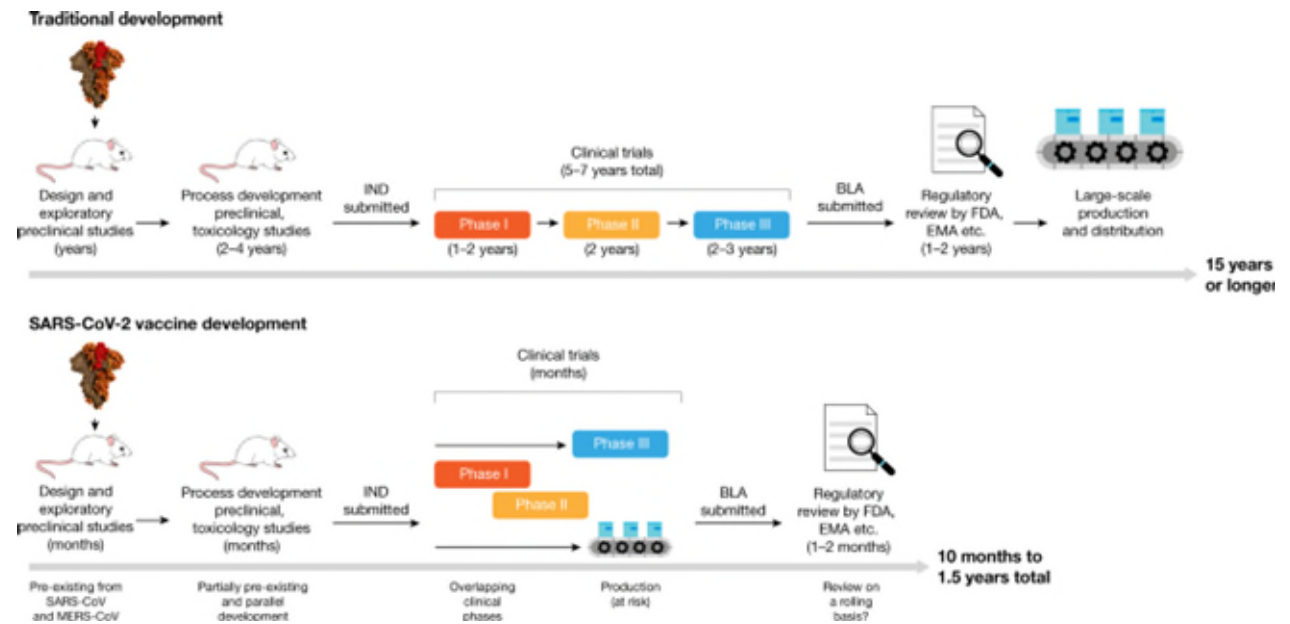 Traditional development
Design and
exploratory
preclinical studies
(years)
Process development
preclinical,
toxicology studies
(2–4 years)
IND
submitted
Clinical trials
(5–7 years total)
Phase I
(1–2 years)
Phase II
(2 years)
Phase III
(2–3 years)
BLA
submitted
Regulatory
review by FDA,
EMA etc.
(1–2 years)
Large-scale
production
and distribution
15 years
or longer
SARS-CoV-2 vaccine development
Design and
exploratory
preclinical studies
(months)
Process development
preclinical,
toxicology studies
(months)
IND
submitted
Clinical trials
(months)
Phase III
Phase I
Phase II
BLA
submitted
Regulatory
review by FDA,
EMA etc.
(1–2 months)
10 months to
1.5 years total
Pre-existing from
SARS-CoV
and MERS-CoV
Partially pre-existing
and parallel
development
Overlapping
clinical
phases
Production
(at risk)
Review on
a rolling
basis?